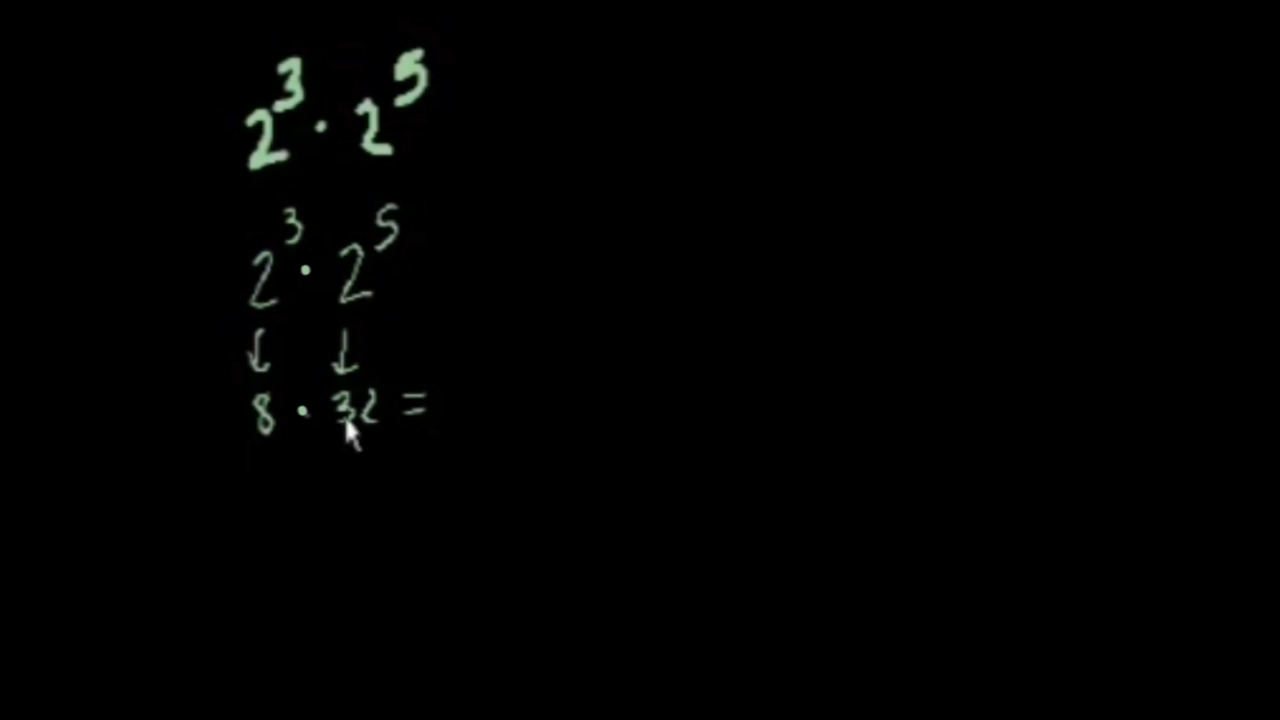 2³ · 2⁵
2³ · 2⁵
↓ ↓
8 · 32 =